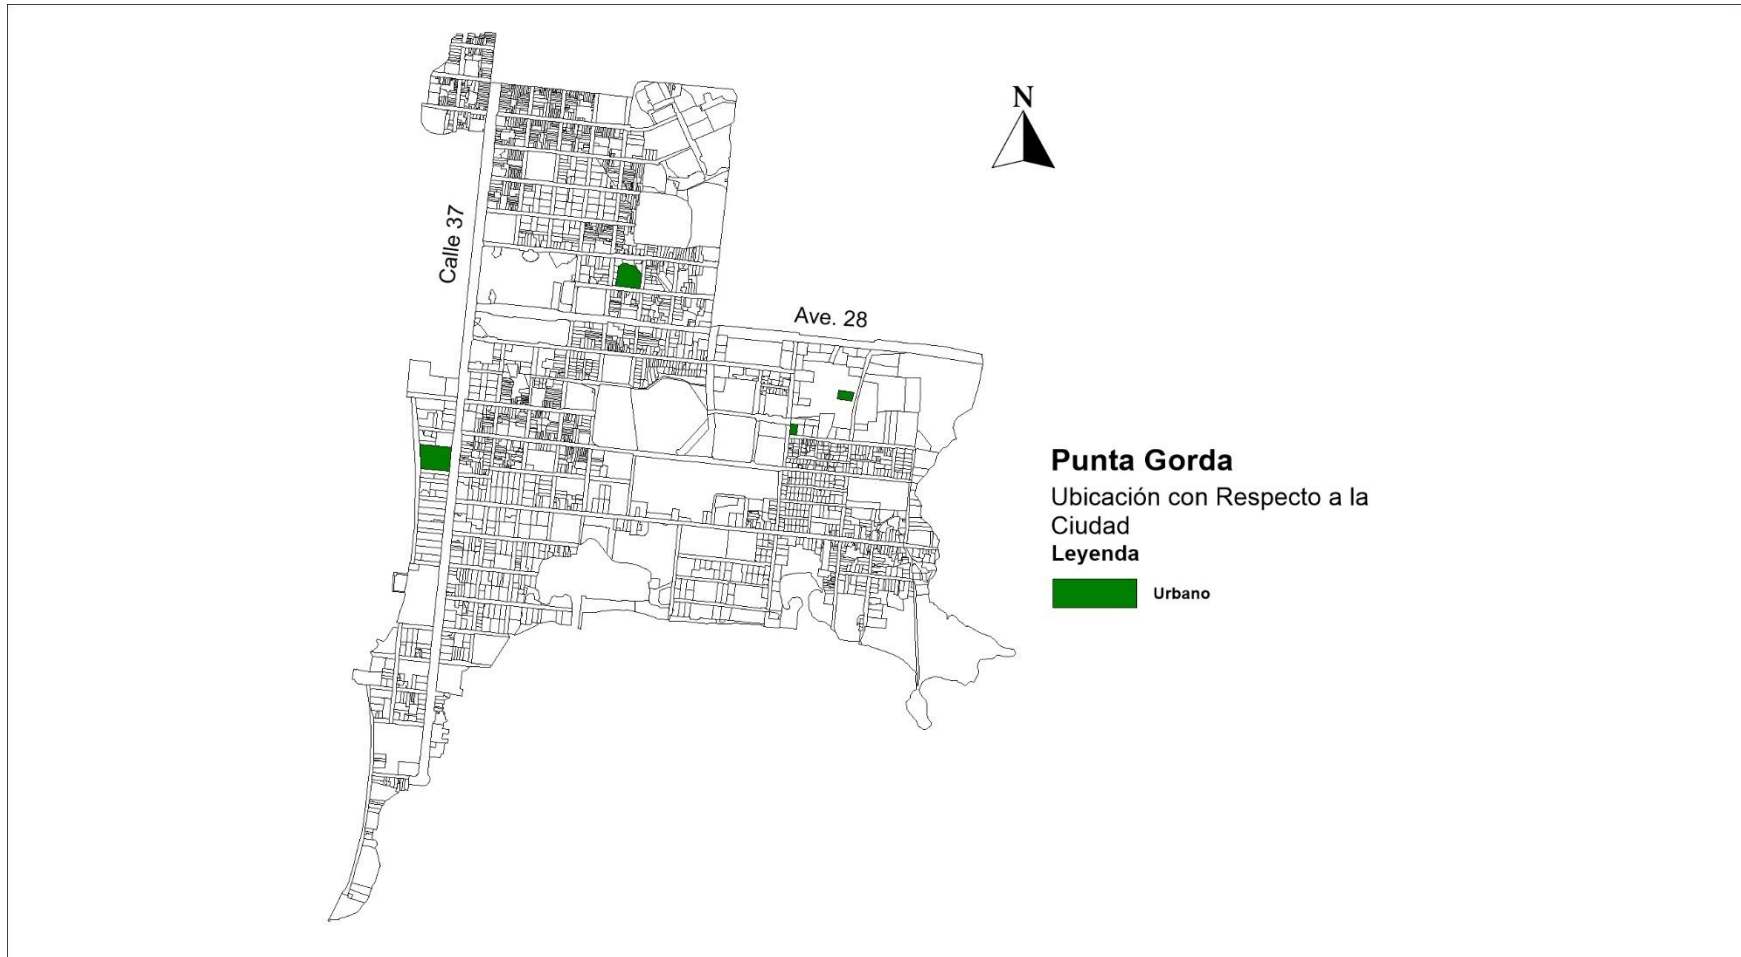 N
Calle 37
Ave. 28
Punta Gorda
Ubicación con Respecto a la
Ciudad
Leyenda
Urbano